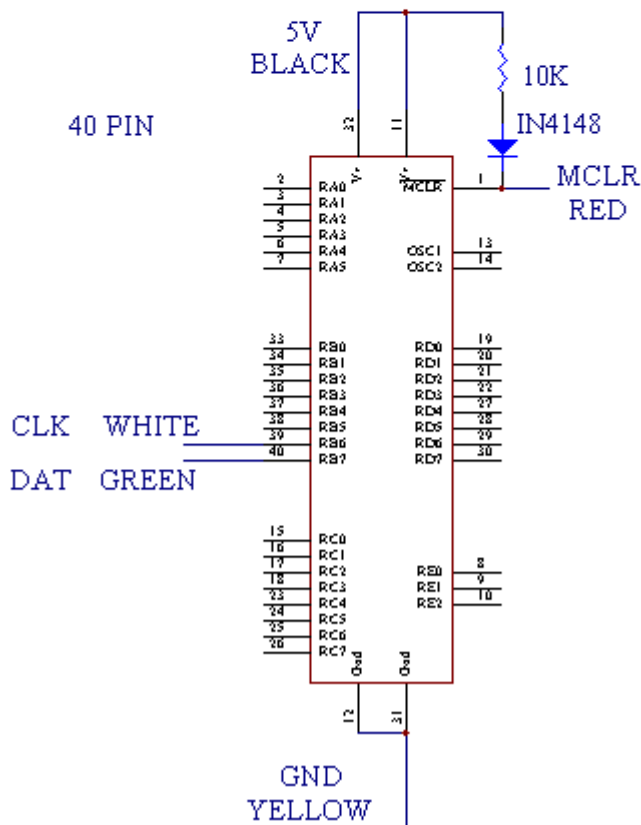 5V
BLACK
10K
40 PIN
IN4148
32
11
V+
V+
2 RA0
MCLR 1
MCLR
RED
3 RA1
4 RA2
5 RA3
6 RA4
7 RA5
OSC1 13
OSC2 14
33 RB0
34 RB1
35 RB2
36 RB3
37 RB4
38 RB5
39 RB6
40 RB7
RD0 19
RD1 20
RD2 21
RD3 22
RD4 27
RD5 28
RD6 29
RD7 30
CLK WHITE
DAT GREEN
15 RC0
16 RC1
17 RC2
18 RC3
23 RC4
24 RC5
25 RC6
26 RC7
RE0 8
RE1 9
RE2 10
Gnd
Gnd
12
31
GND
YELLOW